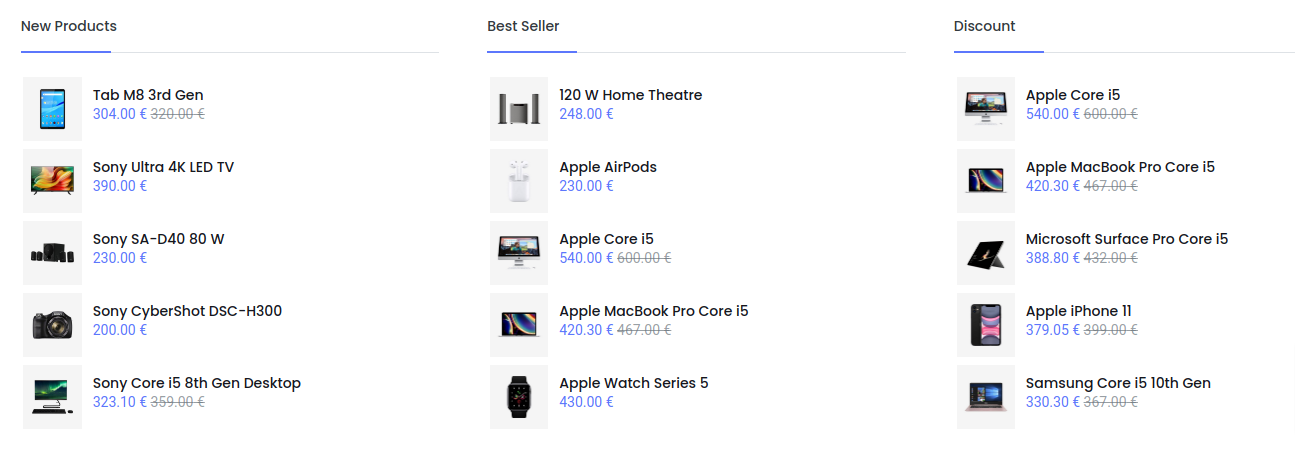 New Products
Tab M8 3rd Gen
304.00 € 320.00 €
Sony Ultra 4K LED TV
390.00 €
Sony SA-D40 80 W
230.00 €
Sony CyberShot DSC-H300
200.00 €
Sony Core i5 8th Gen Desktop
323.10 € 359.00 €
Best Seller
120 W Home Theatre
248.00 €
Apple AirPods
230.00 €
Apple Core i5
540.00 € 600.00 €
Apple MacBook Pro Core i5
420.30 € 467.00 €
Apple Watch Series 5
430.00 €
Discount
Apple Core i5
540.00 € 600.00 €
Apple MacBook Pro Core i5
420.30 € 467.00 €
Microsoft Surface Pro Core i5
388.80 € 432.00 €
Apple iPhone 11
379.05 € 399.00 €
Samsung Core i5 10th Gen
330.30 € 367.00 €